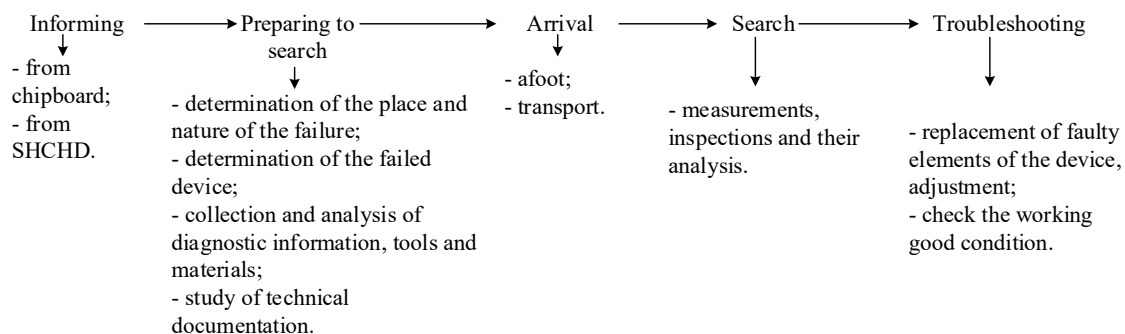 Informing
Preparing to
search
Arrival
Search
Troubleshooting
- from
chipboard;
- from
SHCHD.
- determination of the place and
nature of the failure;
- determination of the failed
device;
- collection and analysis of
diagnostic information, tools and
materials;
- study of technical
documentation.
- afoot;
- transport.
- measurements,
inspections and their
analysis.
- replacement of faulty
elements of the device,
adjustment;
- check the working
good condition.